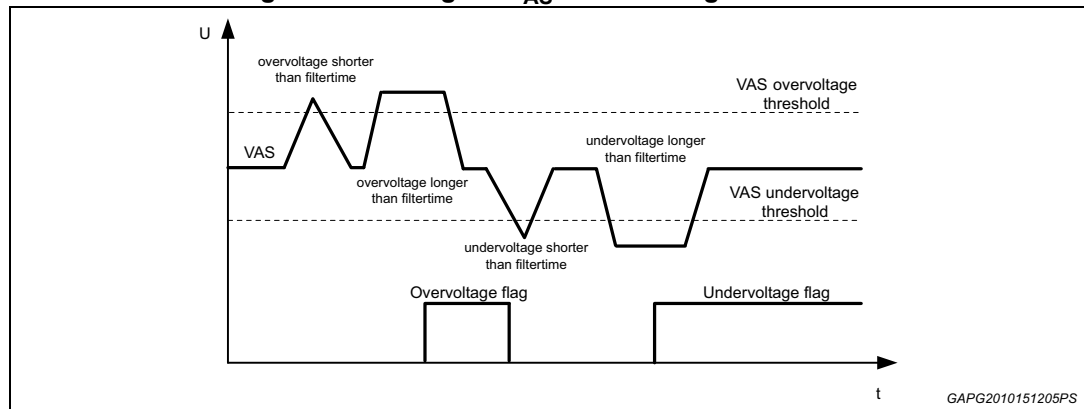 U
overvoltage shorter
than filtertime
VAS overvoltage
threshold
VAS
undervoltage longer
than filtertime
overvoltage longer
than filtertime
VAS undervoltage
threshold
undervoltage shorter
than filtertime
Overvoltage flag
Undervoltage flag
t
GAPG2010151205PS